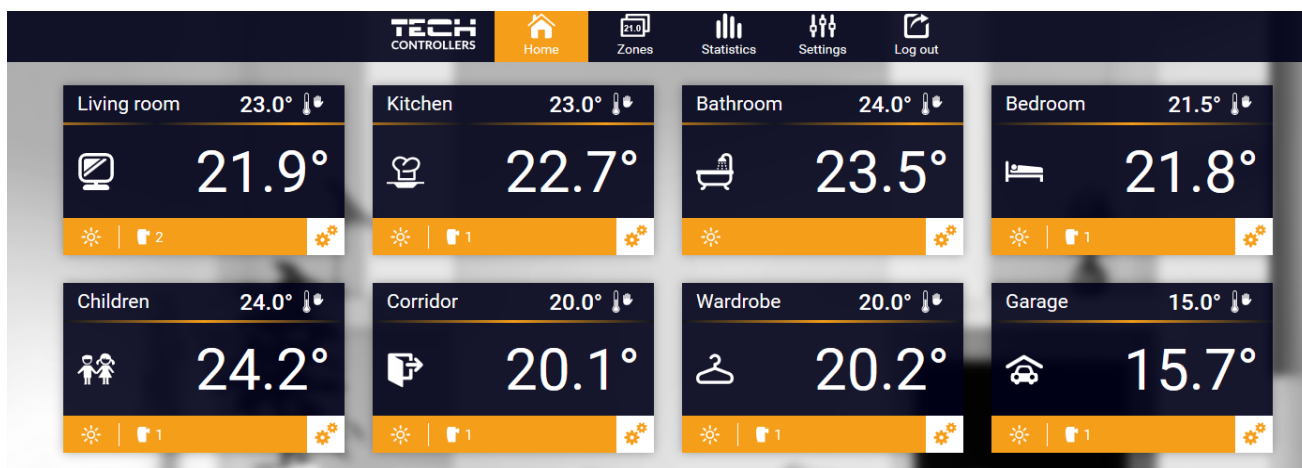 TECH
CONTROLLERS
Home
21.0
Zones
Statistics
Settings
Log out
Living room 23.0°
21.9°
2
Kitchen 23.0°
22.7°
1
Bathroom 24.0°
23.5°
Bedroom 21.5°
21.8°
1
Children 24.0°
24.2°
1
Corridor 20.0°
20.1°
1
Wardrobe 20.0°
20.2°
1
Garage 15.0°
15.7°
1